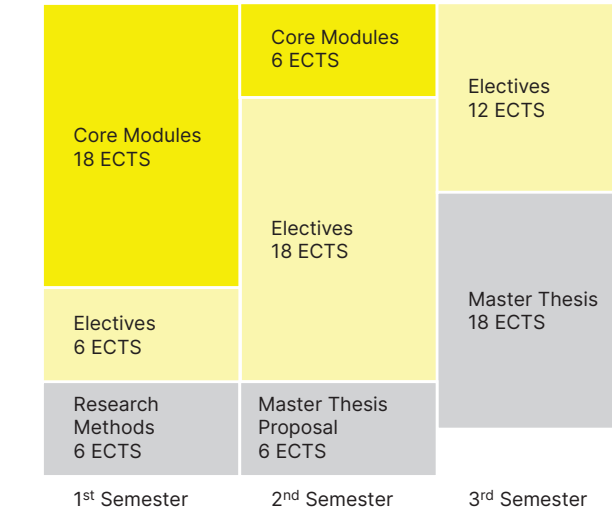 Core Modules
18 ECTS
Electives
6 ECTS
Research
Methods
6 ECTS
1st Semester
Core Modules
6 ECTS
Electives
18 ECTS
Master Thesis
Proposal
6 ECTS
2nd Semester
Electives
12 ECTS
Master Thesis
18 ECTS
3rd Semester